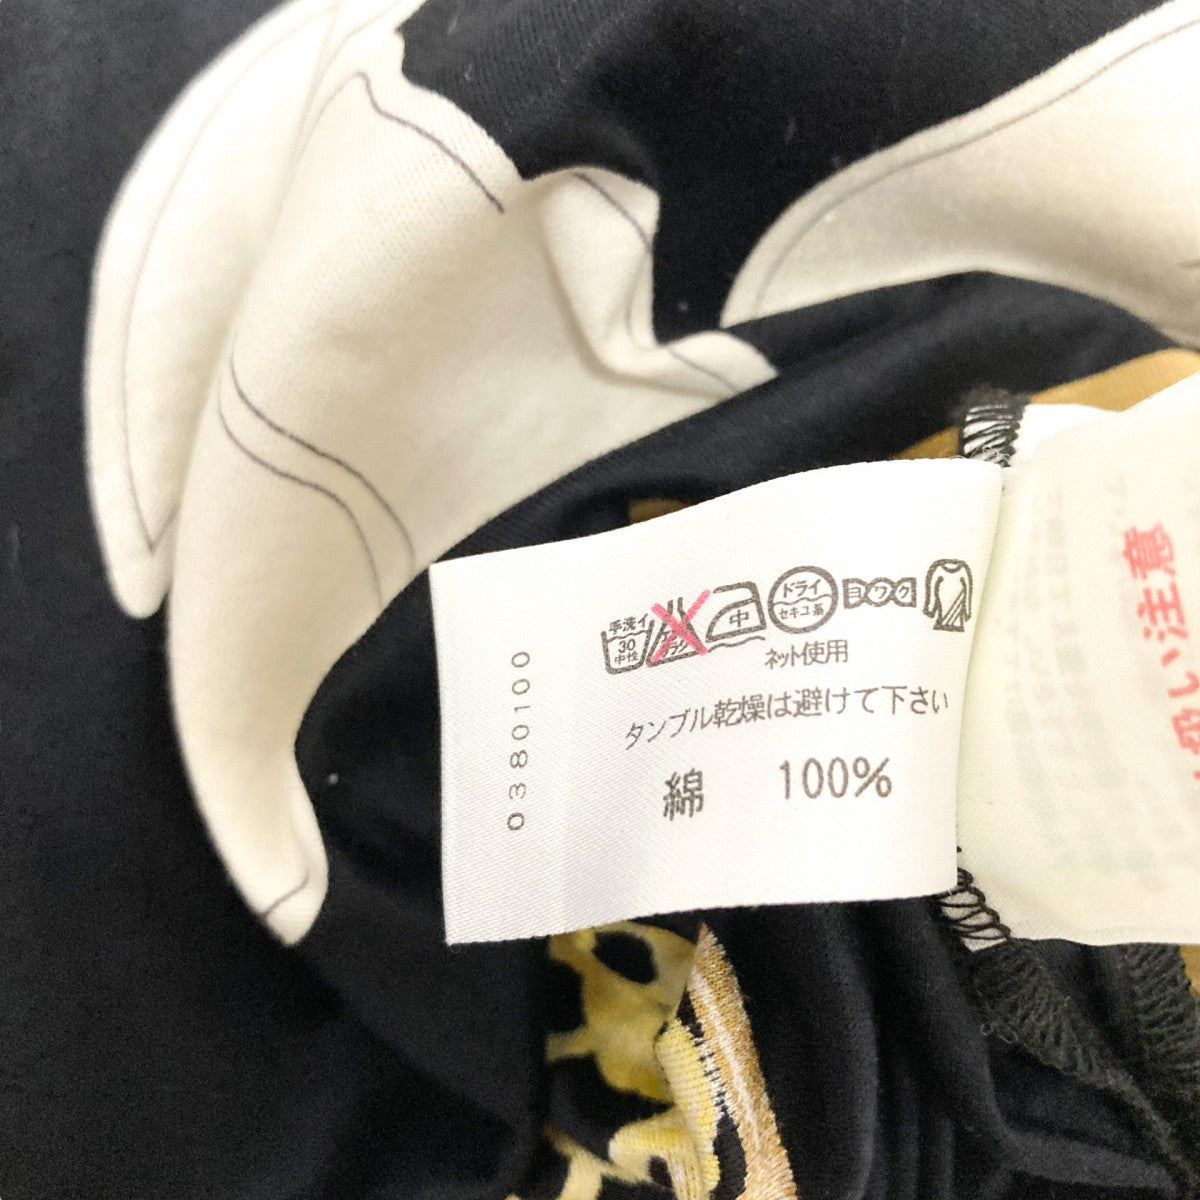 手洗イ
30
中性
中
ドライ
セキユ系
ヨワク
ネット使用
タンブル乾燥は避けて下さい
綿 100%
0380100
注意